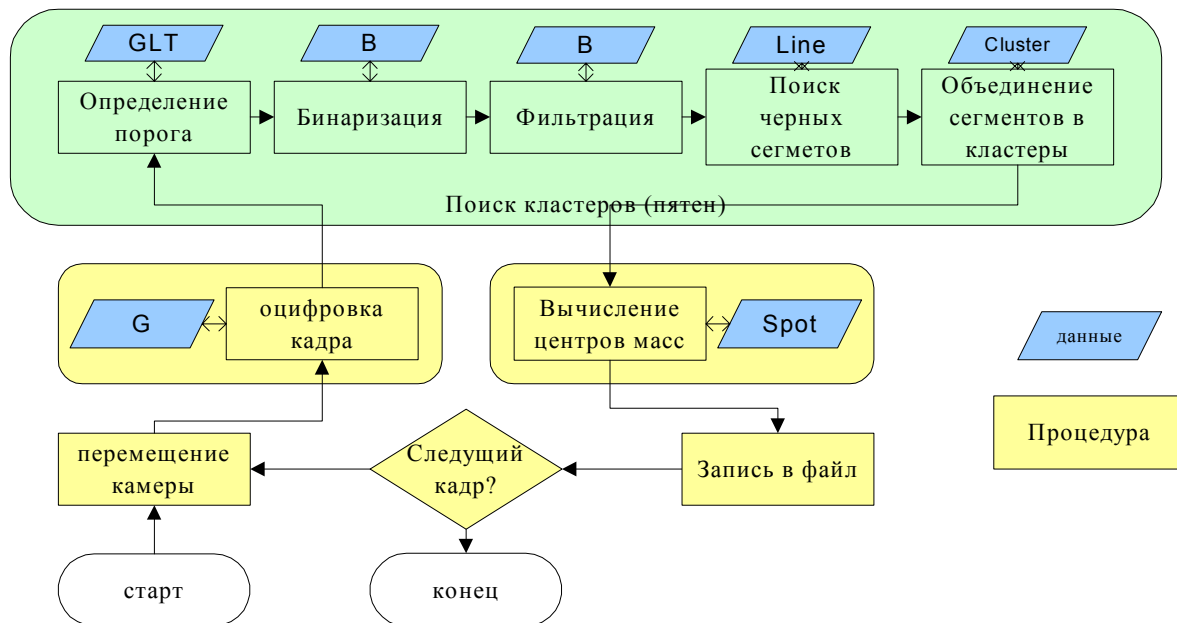 GLT
B
B
Line
Cluster
Определение
порога
Бинаризация
Фильтрация
Поиск
черных
сегметов
Объединение
сегментов в
кластеры
Поиск кластеров (пятен)
G
оцифровка
кадра
Вычисление
центров масс
Spot
данные
Процедура
перемещение
камеры
Следущий
кадр?
Запись в файл
старт
конец